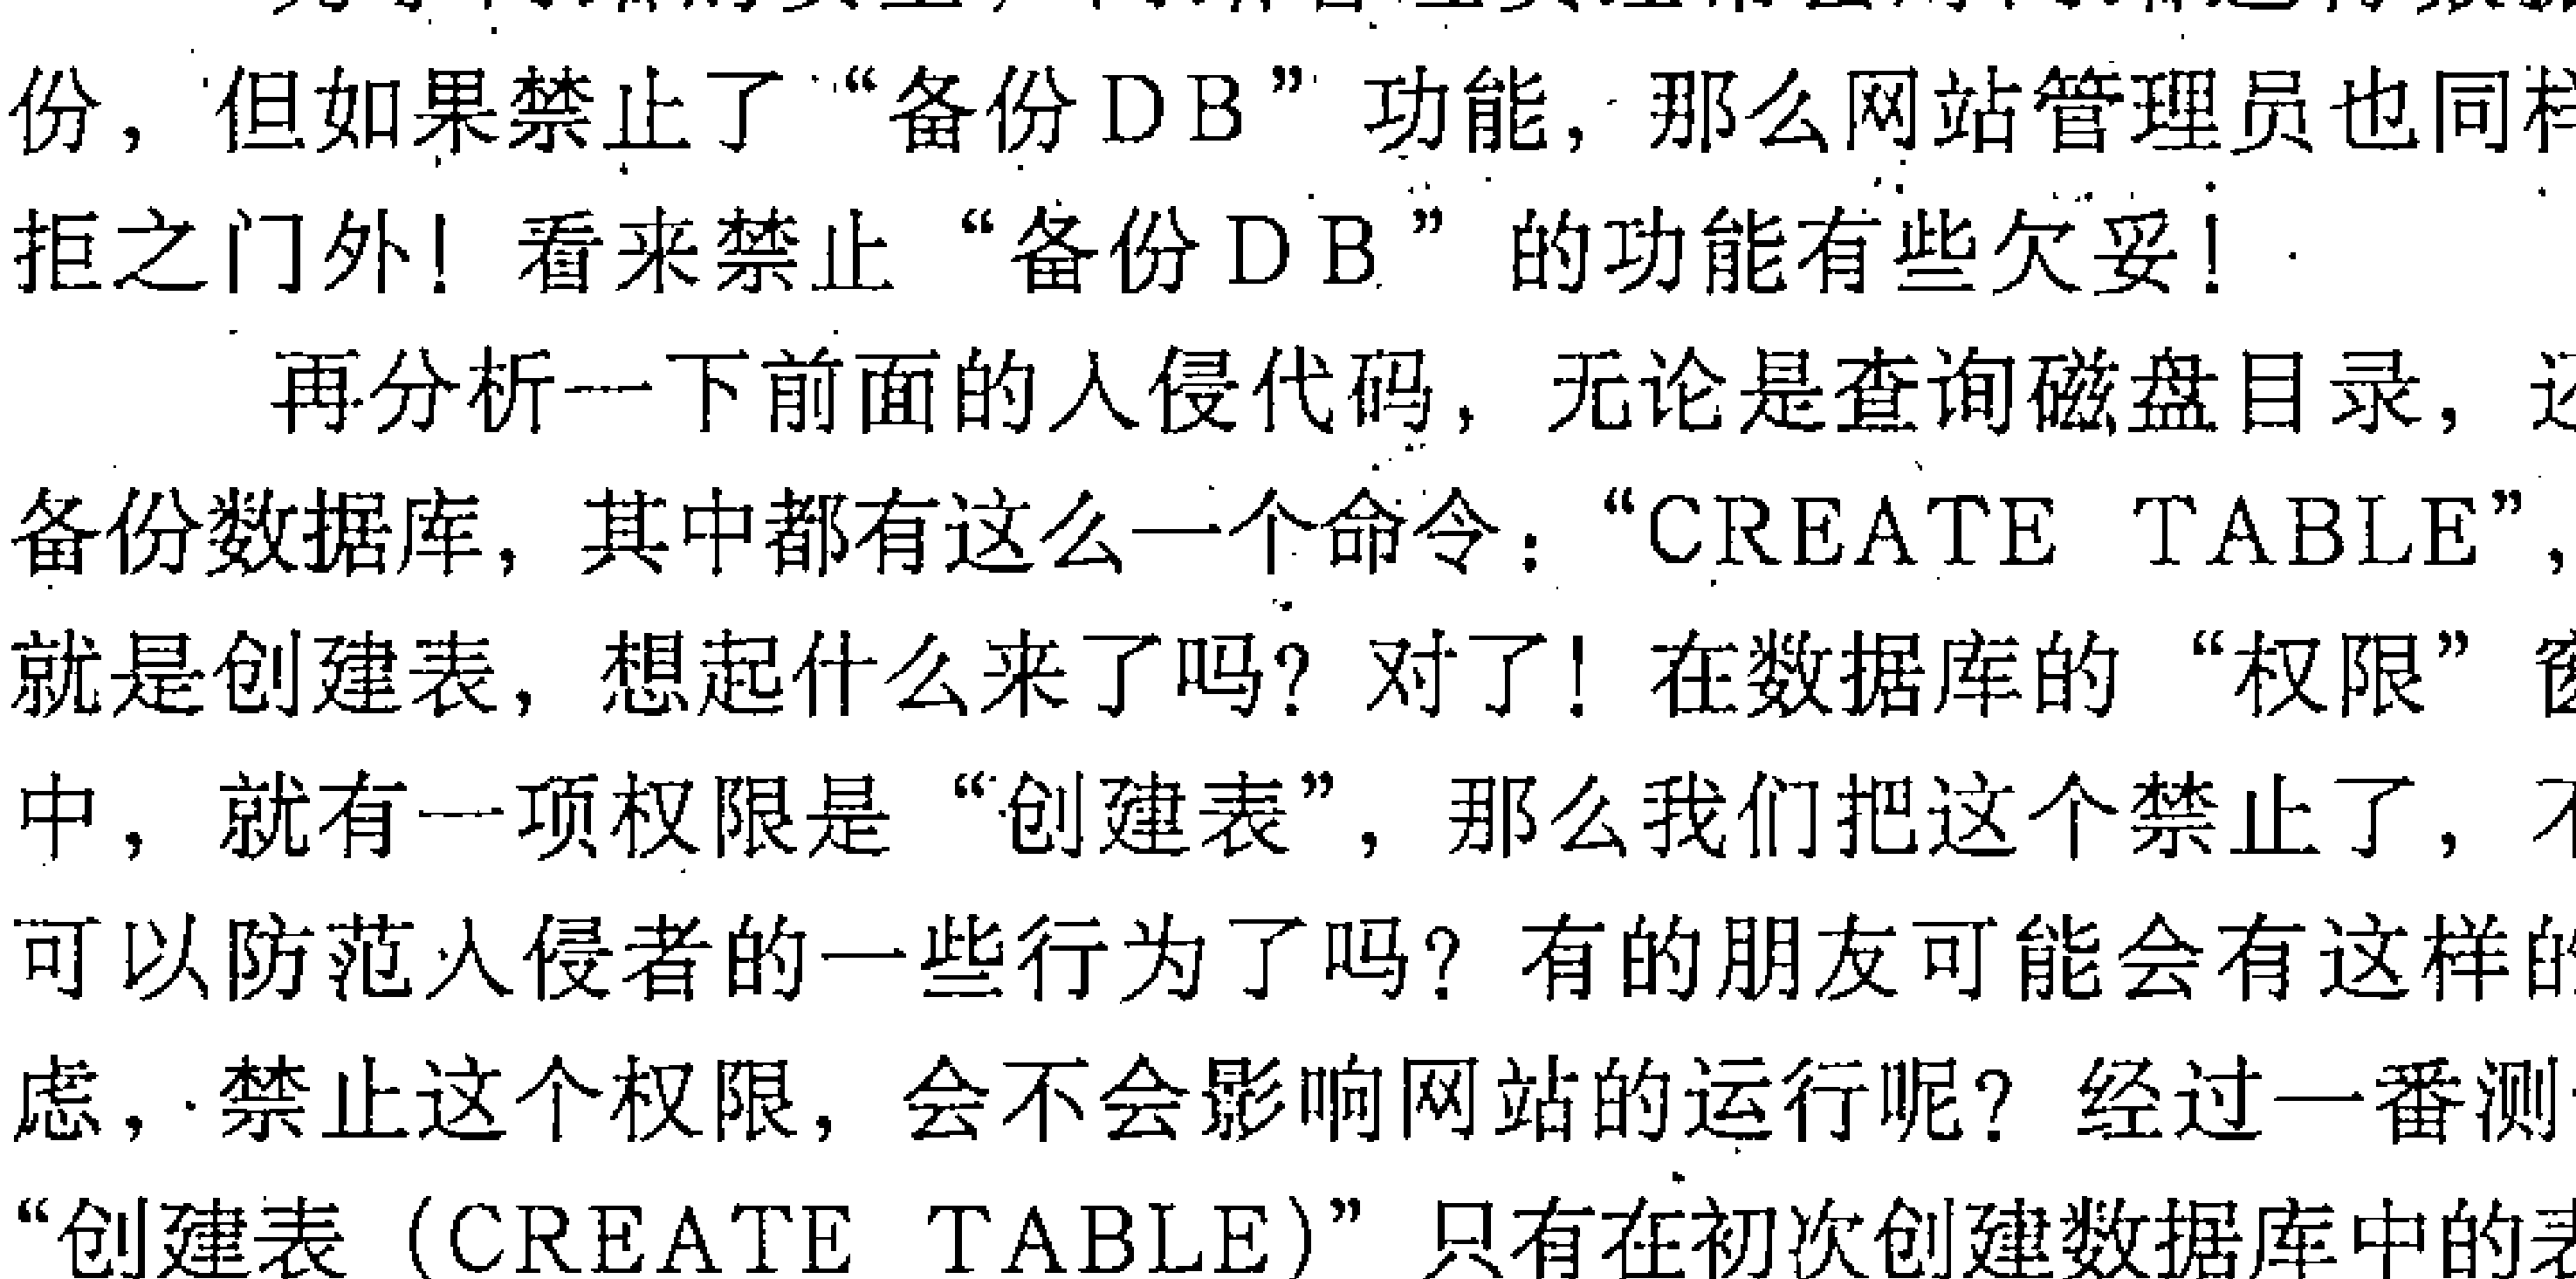 份，但如果禁止了“备份DB”功能，那么网站管理员也同样
拒之门外！看来禁止“备份DB”的功能有些欠妥！
再分析一下前面的入侵代码，无论是查询磁盘目录，还
备份数据库，其中都有这么一个命令：“CREATE TABLE”，
就是创建表，想起什么来了吗？对了！在数据库的“权限”窗
中，就有一项权限是“创建表”，那么我们把这个禁止了，不
可以防范入侵者的一些行为了吗？有的朋友可能会有这样的
虑，禁止这个权限，会不会影响网站的运行呢？经过一番测
“创建表（CREATE TABLE）”只有在初次创建数据库中的表